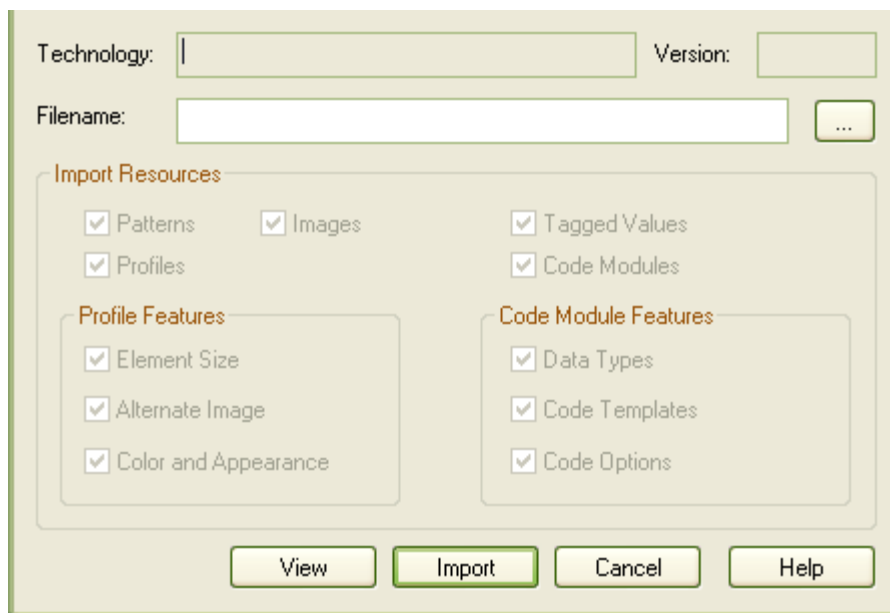 Technology:
Version:
Filename:
...
Import Resources
Patterns
Images
Tagged Values
Profiles
Code Modules
Profile Features
Code Module Features
Element Size
Data Types
Alternate Image
Code Templates
Color and Appearance
Code Options
View
Import
Cancel
Help